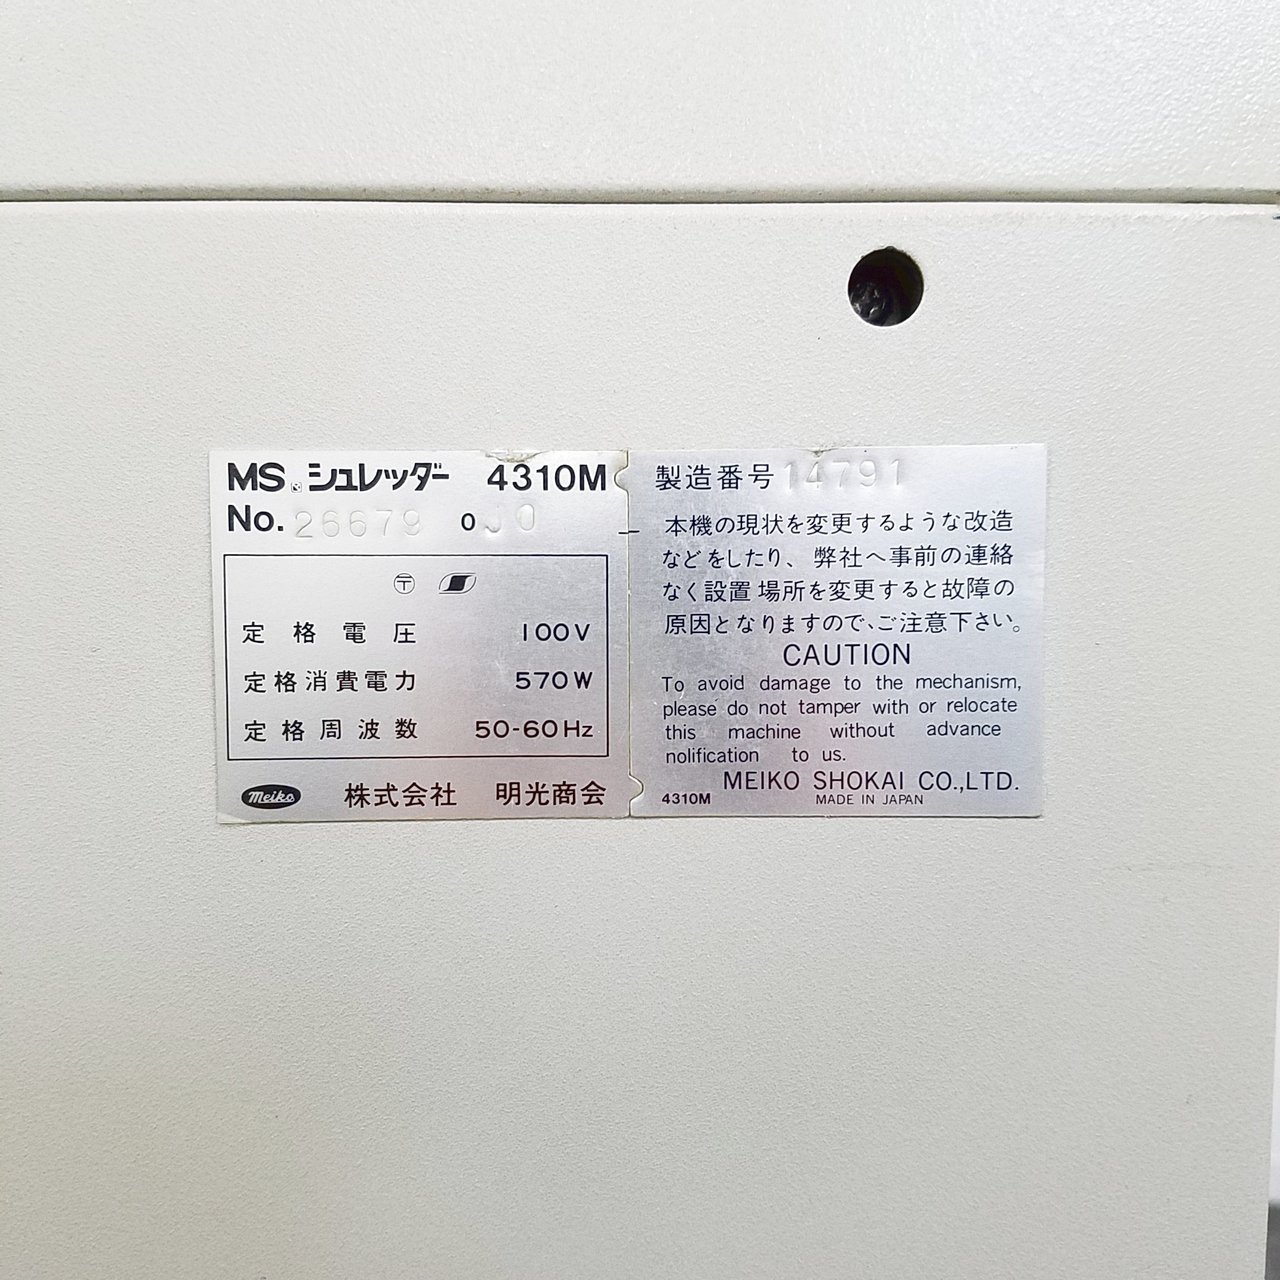 MS シュレッダー 4310M
No. 26679 0 J0
〒
定格電圧 100V
定格消費電力 570W
定格周波数 50-60Hz
Meiko 株式会社 明光商会
製造番号 14791
本機の現状を変更するような改造
などをしたり、弊社へ事前の連絡
なく設置場所を変更すると故障の
原因となりますので、ご注意下さい。
CAUTION
To avoid damage to the mechanism,
please do not tamper with or relocate
this machine without advance
nolification to us.
MEIKO SHOKAI CO.,LTD.
4310M MADE IN JAPAN